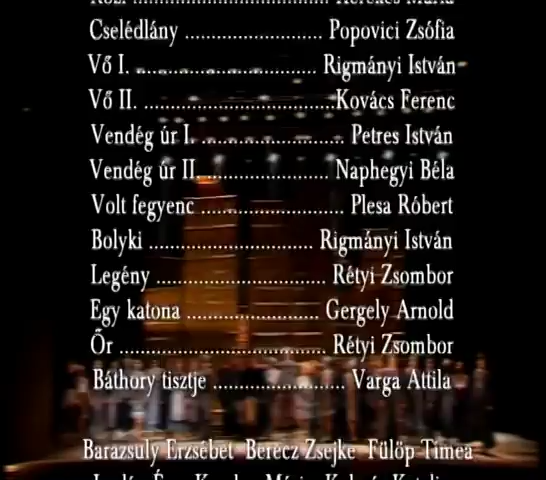 Cselédlány ........................ Popovici Zsófia
Vő I. ............................... Rigmányi István
Vő II. ................................Kovács Ferenc
Vendég úr I. ........................ Petres István
Vendég úr II. ..................... Naphegyi Béla
Volt fegyenc ........................ Plesa Róbert
Bolyki ............................ Rigmányi István
Legény ............................. Rétyi Zsombor
Egy katona ....................... Gergely Arnold
Őr ................................... Rétyi Zsombor
Báthory tisztje ....................... Varga Attila
Barazsuly Erzsébet Berecz Zsejke Fülöp Tímea